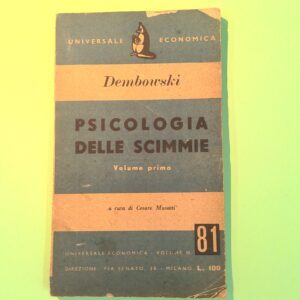 UNIVERSALE ECONOMICA
Dembowski
PSICOLOGIA
DELLE SCIMMIE
Volume primo
a cura di Cesare Musatti
UNIVERSALE ECONOMICA - VOLUME N. 81
DIREZIONE: VIA SENATO, 38 - MILANO L. 100